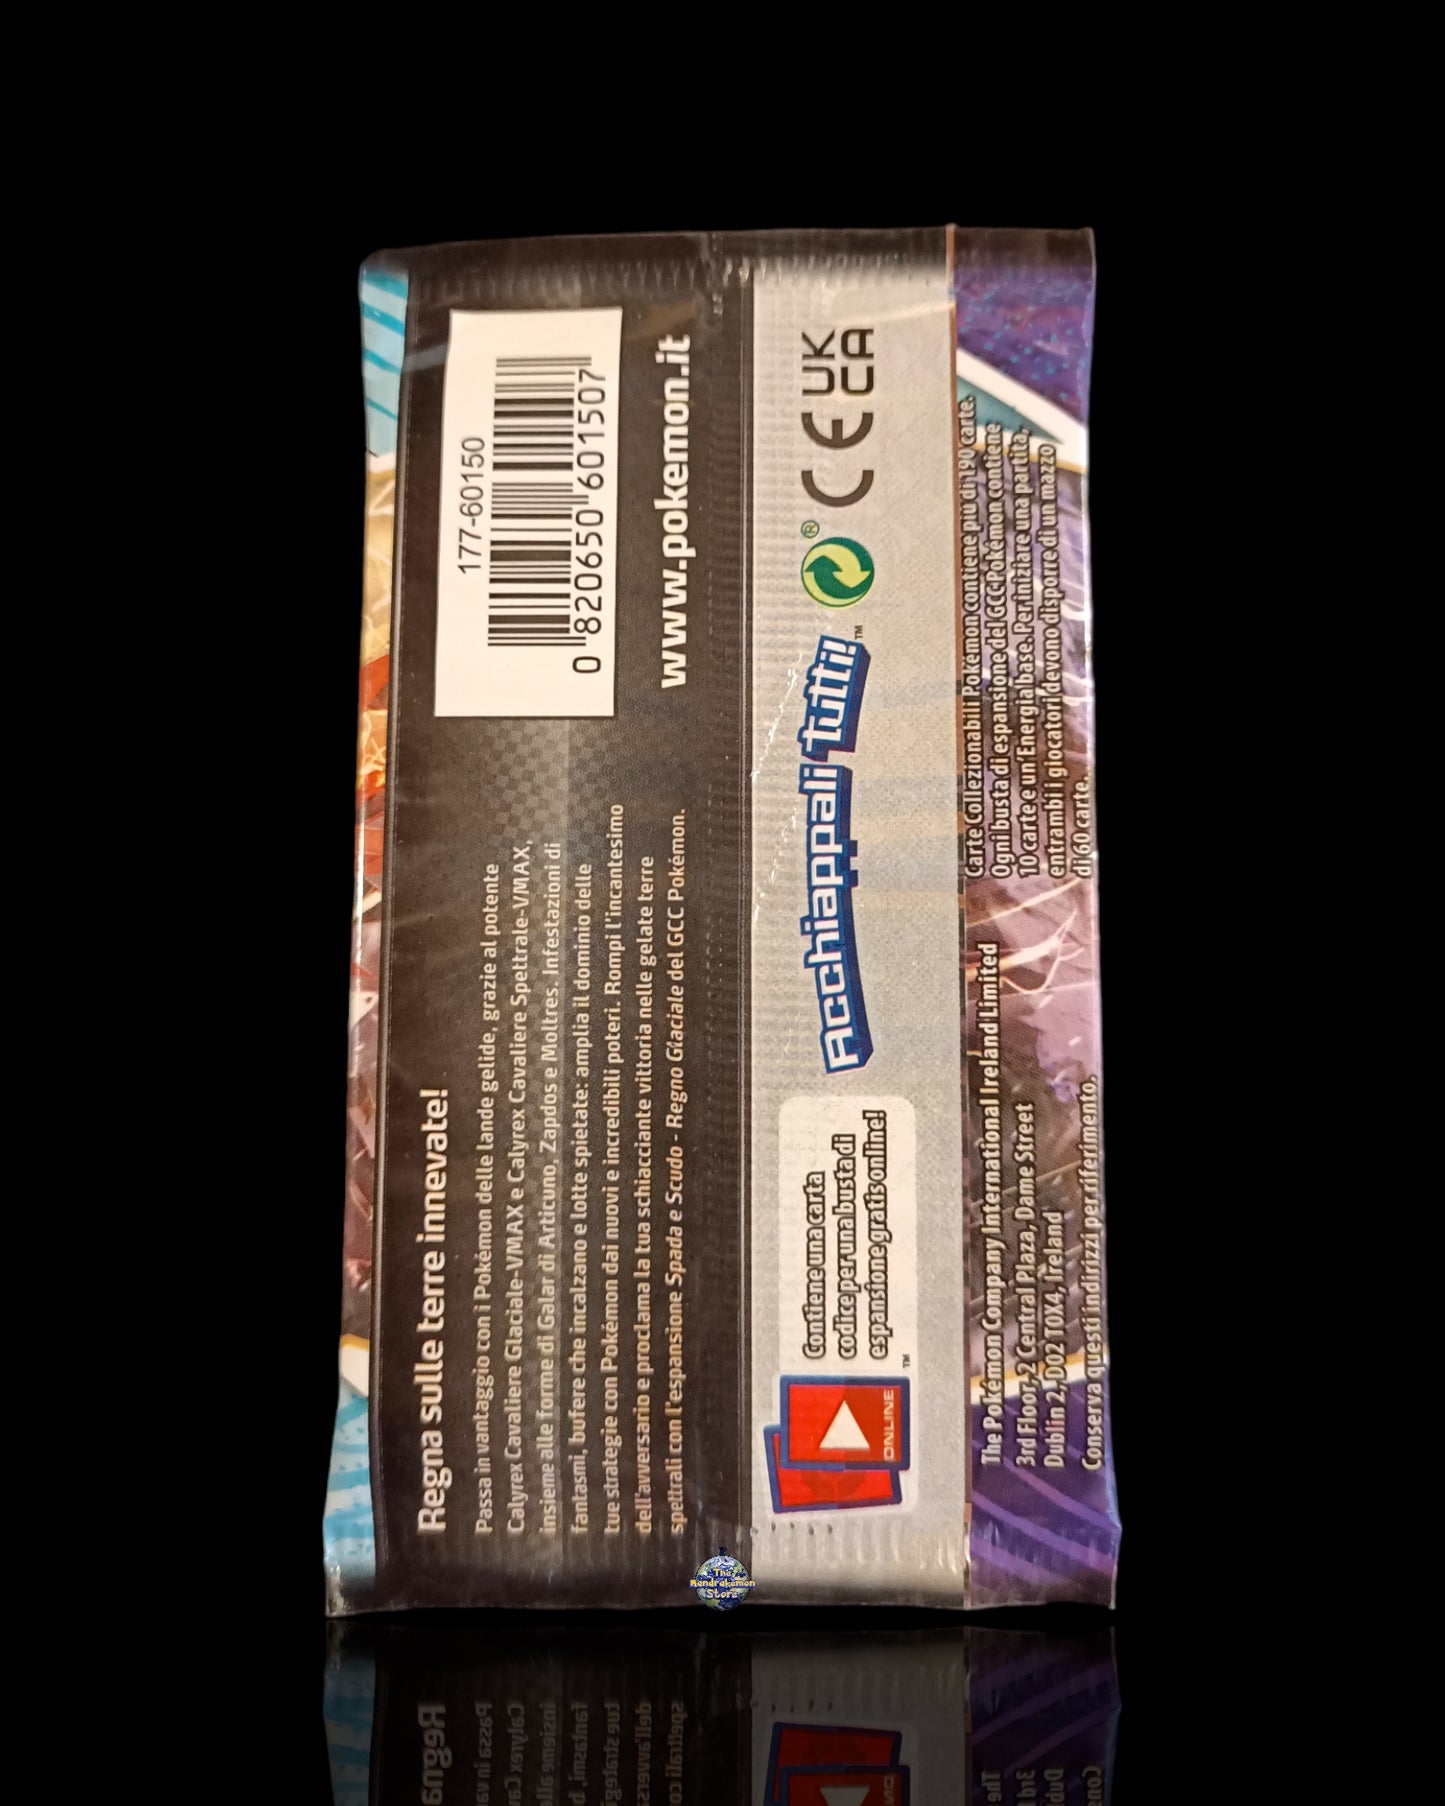 Regna sulle terre innevate!
Passa in vantaggio con i Pokémon delle lande gelide, grazie al potente
Calyrex Cavaliere Glaciale-VMAX e Calyrex Cavaliere Spettrale-VMAX,
insieme alle forme di Galar di Articuno, Zapdos e Moltres. Infestazioni di
fantasmi, bufere che incalzano e lotte spietate: amplia il dominio delle
tue strategie con Pokémon dai nuovi e incredibili poteri. Rompi l'incantesimo
dell'avversario e proclama la tua schiacciante vittoria nelle gelate terre
spettrali con l'espansione Spada e Scudo - Regno Glaciale del GCC Pokémon.
177-60150
0 820650 601507
www.pokemon.it
ONLINE
TM
Contiene una carta
codice per una busta di
espansione gratis online!
Acchiappali Tutti!™
®
CE
UK
CA
The Pokémon Company International Ireland Limited
3rd Floor, 2 Central Plaza, Dame Street
Dublin 2, D02 T0X4, Ireland
Conserva questi indirizzi per riferimento.
Carte Collezionabili Pokémon contiene più di 190 carte.
Ogni busta di espansione del GCC Pokémon contiene
10 carte e un'Energia base. Per iniziare una partita,
entrambi i giocatori devono disporre di un mazzo
di 60 carte.
The
Mandrakemon
Store